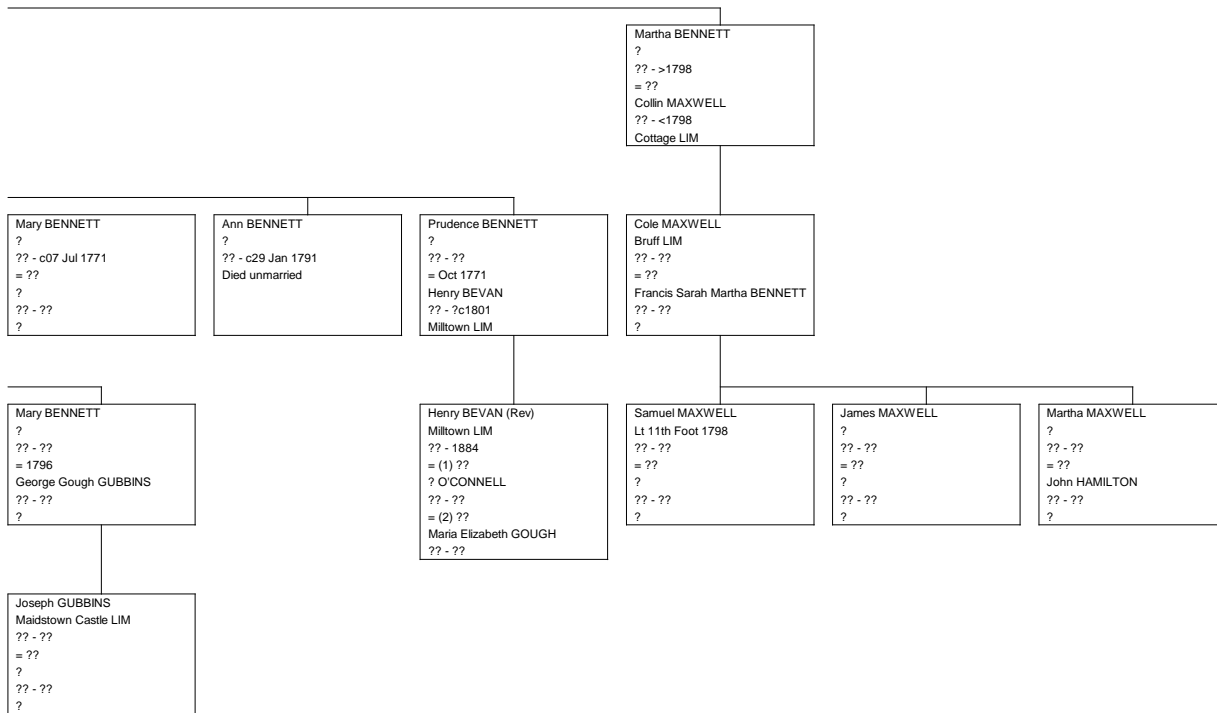 Martha BENNETT
?
?? - >1798
= ??
Collin MAXWELL
?? - <1798
Cottage LIM
Mary BENNETT
?
?? - c07 Jul 1771
= ??
?
?? - ??
?
Ann BENNETT
?
?? - c29 Jan 1791
Died unmarried
Prudence BENNETT
?
?? - ??
= Oct 1771
Henry BEVAN
?? - ?c1801
Milltown LIM
Cole MAXWELL
Bruff LIM
?? - ??
= ??
Francis Sarah Martha BENNETT
?? - ??
?
Mary BENNETT
?
?? - ??
= 1796
George Gough GUBBINS
?? - ??
?
Henry BEVAN (Rev)
Milltown LIM
?? - 1884
= (1) ??
? O'CONNELL
?? - ??
= (2) ??
Maria Elizabeth GOUGH
?? - ??
Samuel MAXWELL
Lt 11th Foot 1798
?? - ??
= ??
?
?? - ??
?
James MAXWELL
?
?? - ??
= ??
?
?? - ??
?
Martha MAXWELL
?
?? - ??
= ??
John HAMILTON
?? - ??
?
Joseph GUBBINS
Maidstown Castle LIM
?? - ??
= ??
?
?? - ??
?